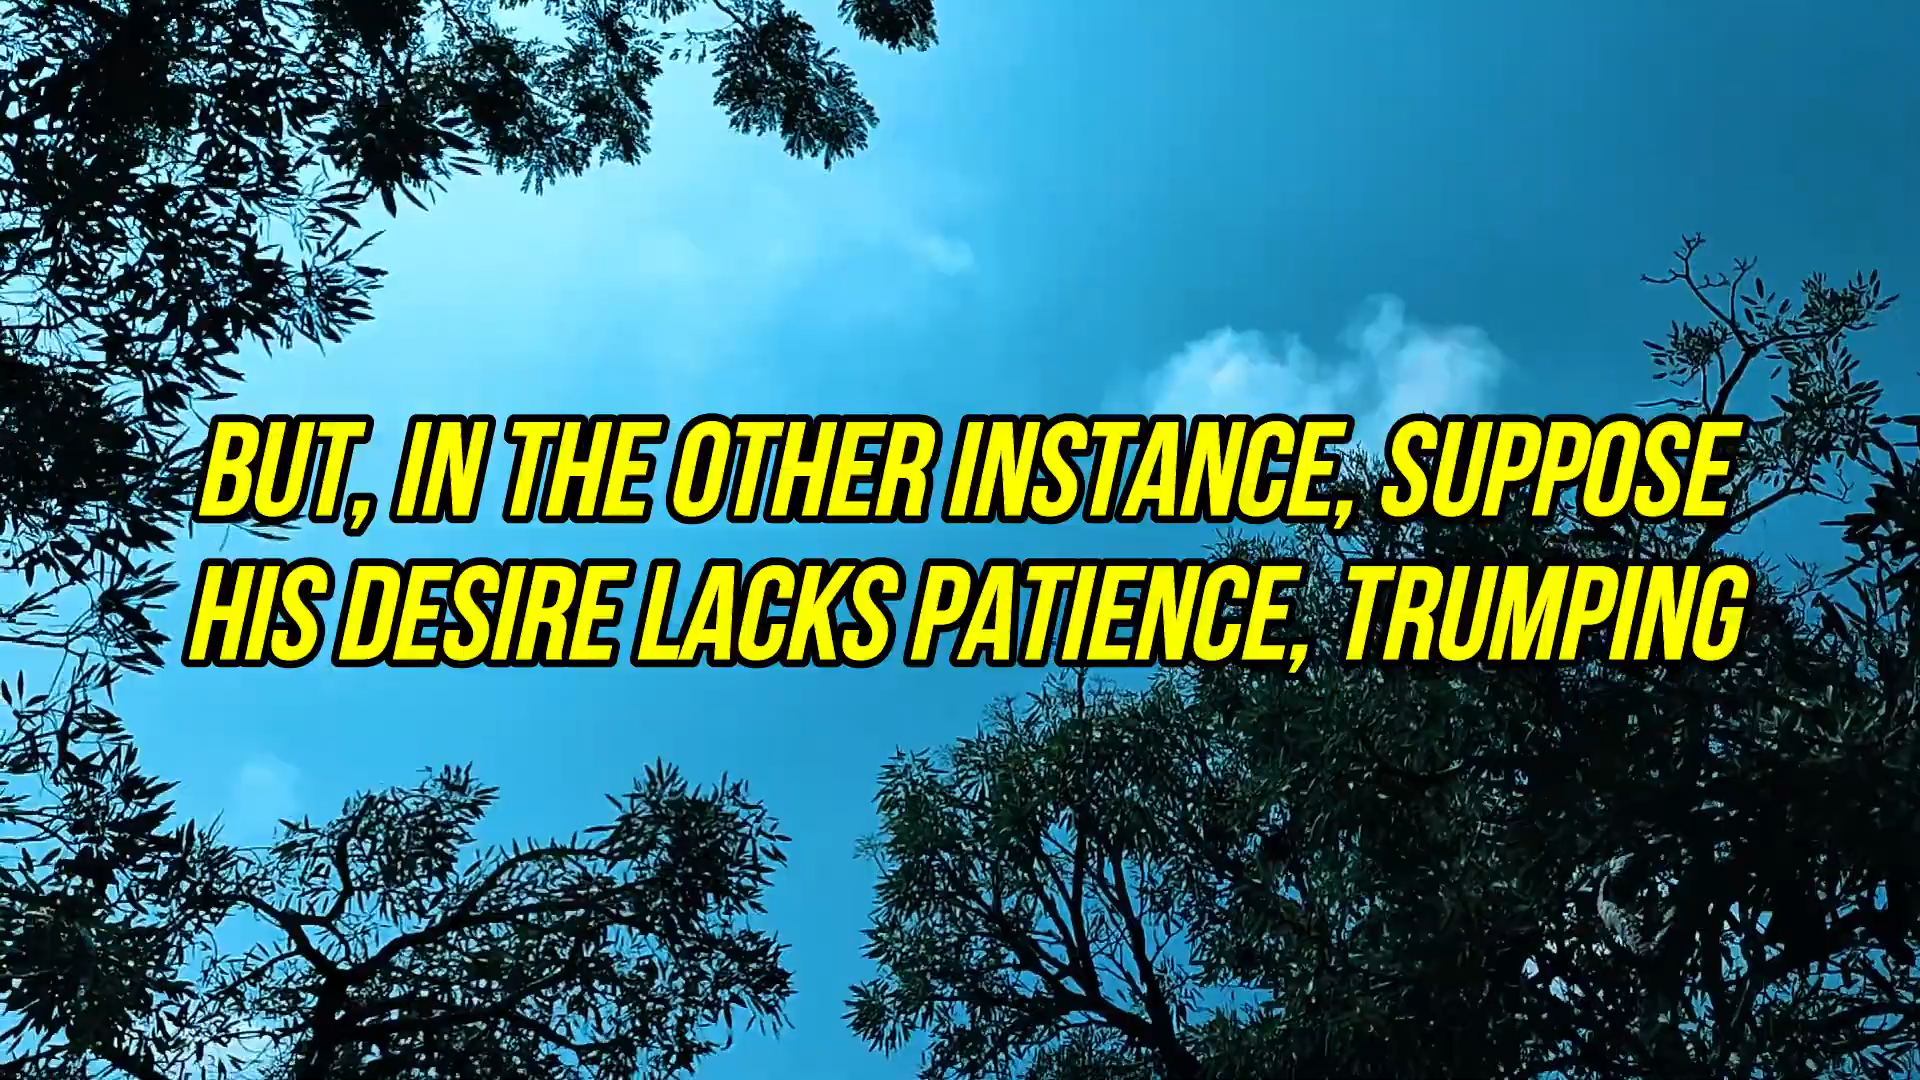 BUT, IN THE OTHER INSTANCE, SUPPOSE
HIS DESIRE LACKS PATIENCE, TRUMPING